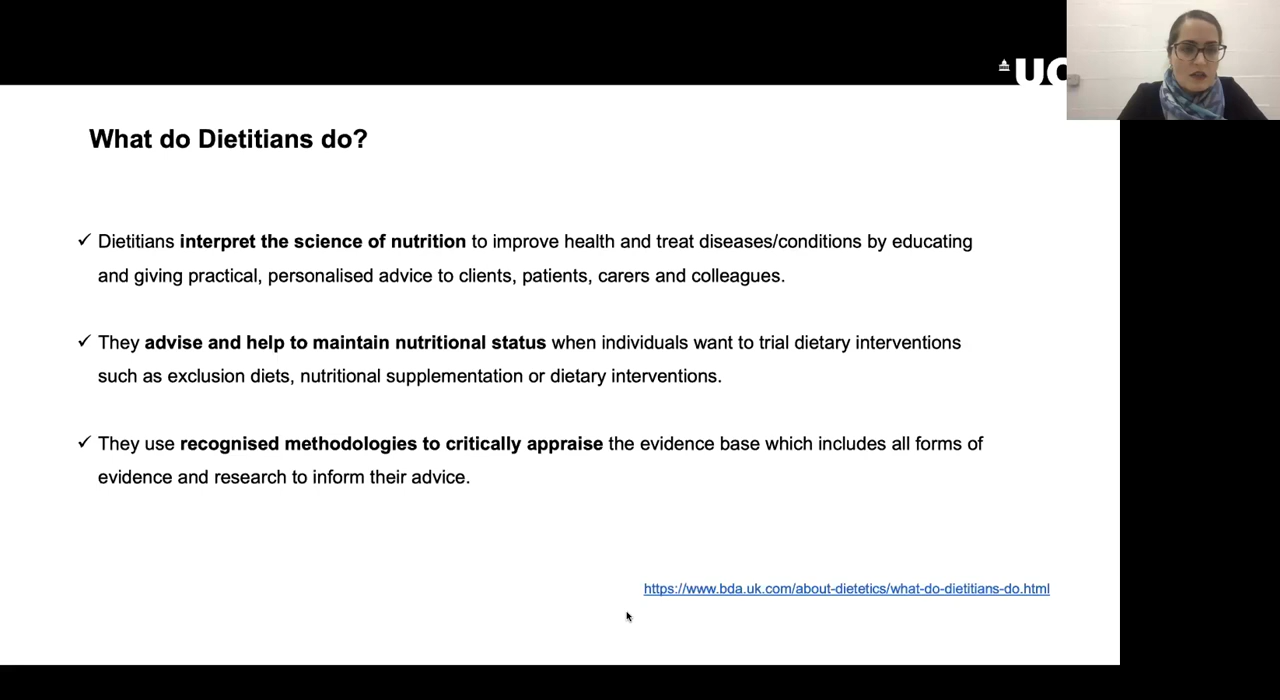 UC
What do Dietitians do?
✓ Dietitians interpret the science of nutrition to improve health and treat diseases/conditions by educating
and giving practical, personalised advice to clients, patients, carers and colleagues.
✓ They advise and help to maintain nutritional status when individuals want to trial dietary interventions
such as exclusion diets, nutritional supplementation or dietary interventions.
✓ They use recognised methodologies to critically appraise the evidence base which includes all forms of
evidence and research to inform their advice.
https://www.bda.uk.com/about-dietetics/what-do-dietitians-do.html